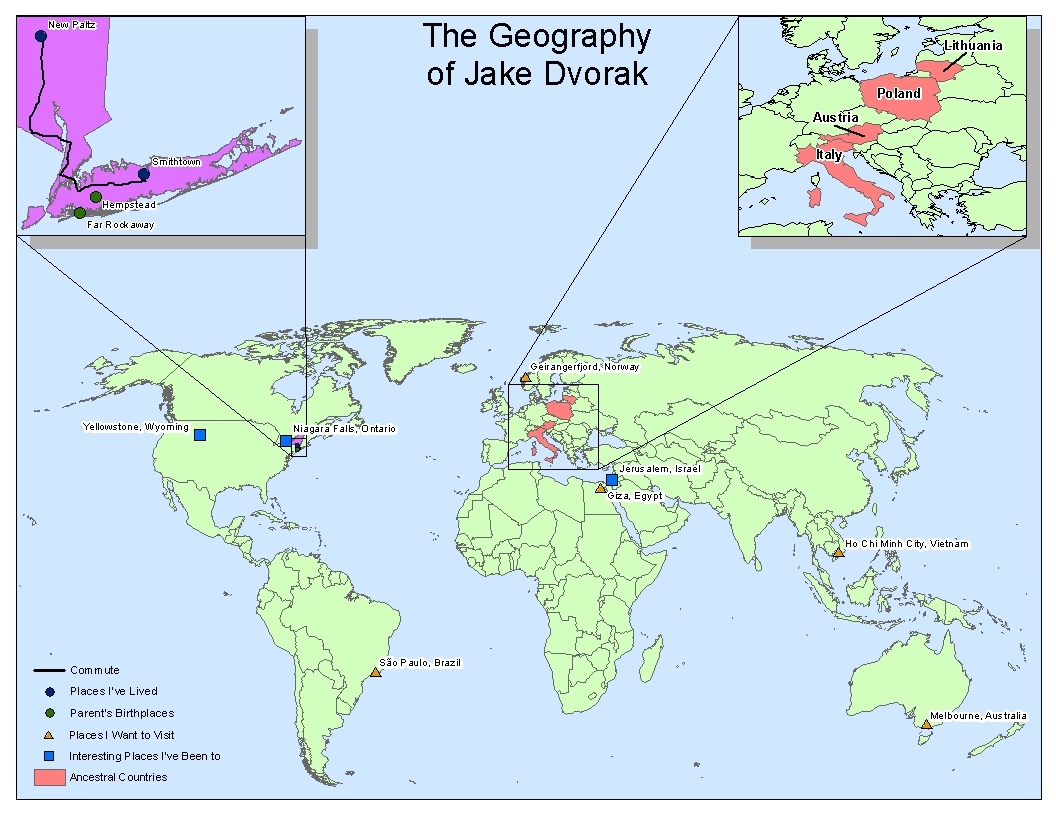 The Geography
of Jake Dvorak
New Paltz
Smithtown
Hempstead
Far Rockaway
Lithuania
Poland
Austria
Italy
Geirangerfjord, Norway
Yellowstone, Wyoming
Niagara Falls, Ontario
Jerusalem, Israel
Giza, Egypt
Ho Chi Minh City, Vietnam
São Paulo, Brazil
Melbourne, Australia
Commute
Places I've Lived
Parent's Birthplaces
Places I Want to Visit
Interesting Places I've Been to
Ancestral Countries